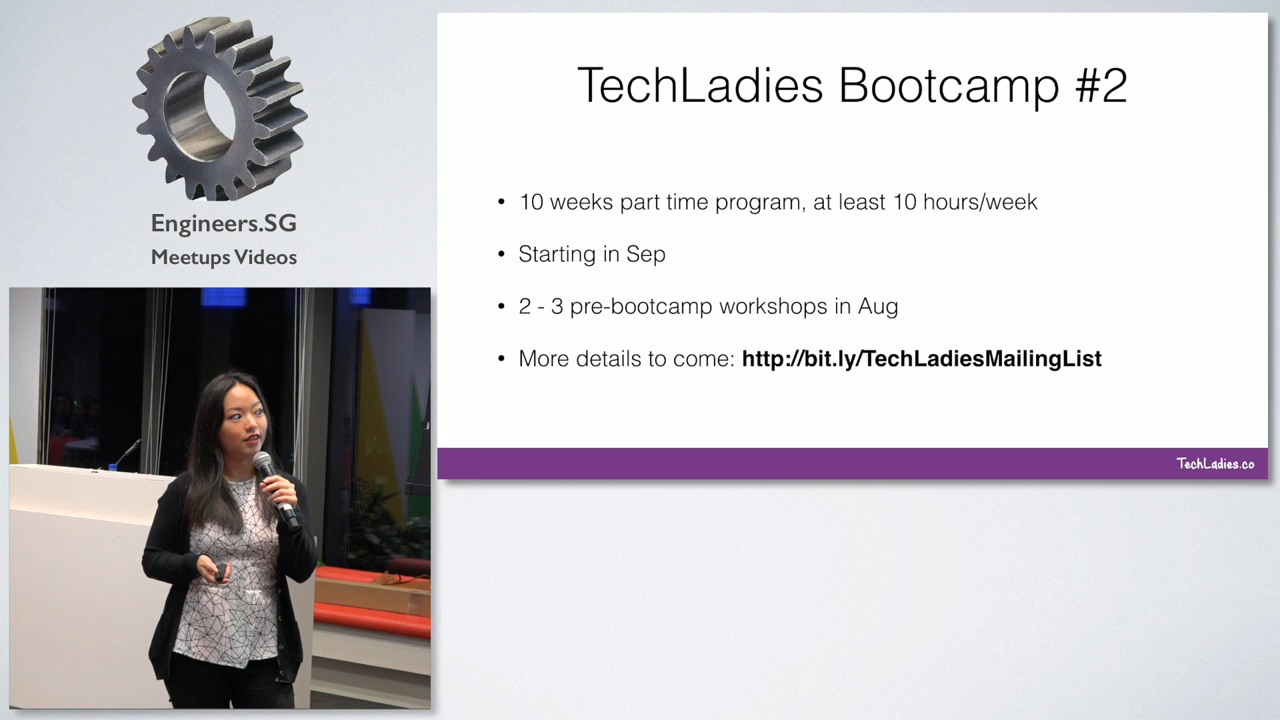 Engineers.SG
Meetups Videos
TechLadies Bootcamp #2
• 10 weeks part time program, at least 10 hours/week
• Starting in Sep
• 2 - 3 pre-bootcamp workshops in Aug
• More details to come: http://bit.ly/TechLadiesMailingList
TechLadies.co